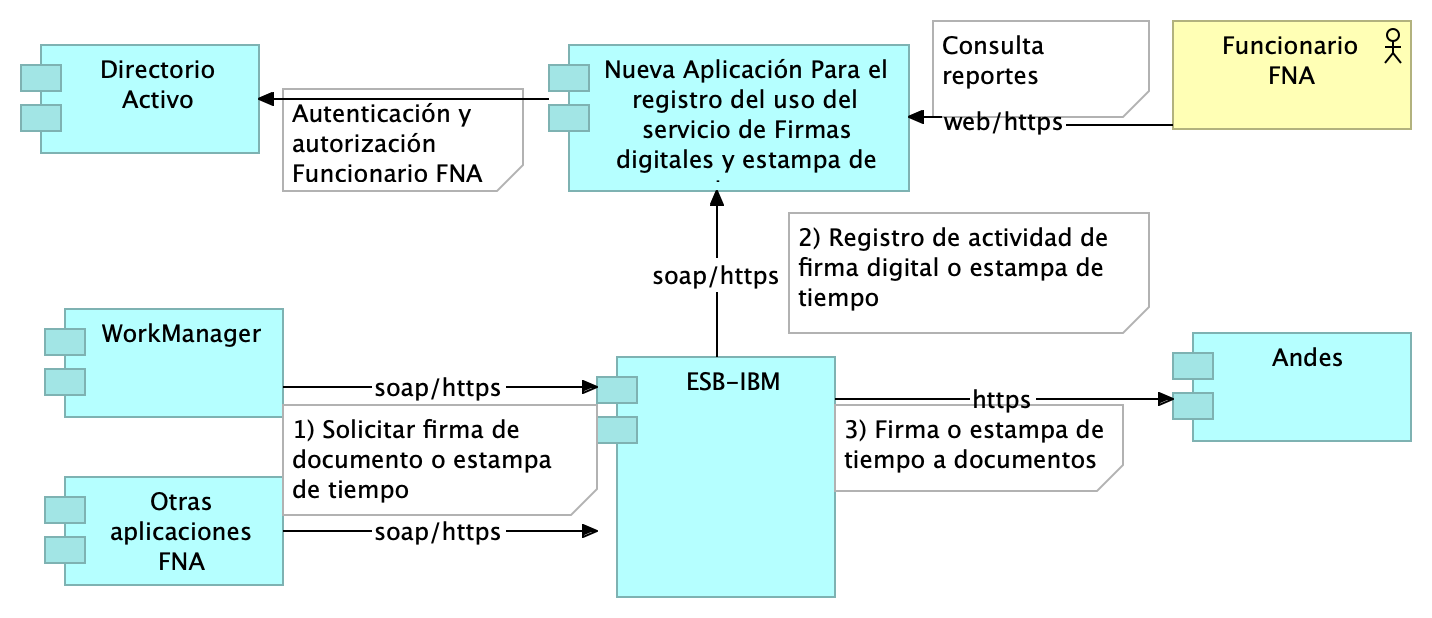 Directorio
Activo
Autenticación y
autorización
Funcionario FNA
Nueva Aplicación Para el
registro del uso del
servicio de Firmas
digitales y estampa de
Consulta
reportes
web/https
Funcionario
FNA
soap/https
2) Registro de actividad de
firma digital o estampa de
tiempo
WorkManager
soap/https
1) Solicitar firma de
documento o estampa
de tiempo
Otras
aplicaciones
FNA
soap/https
ESB-IBM
https
3) Firma o estampa de
tiempo a documentos
Andes